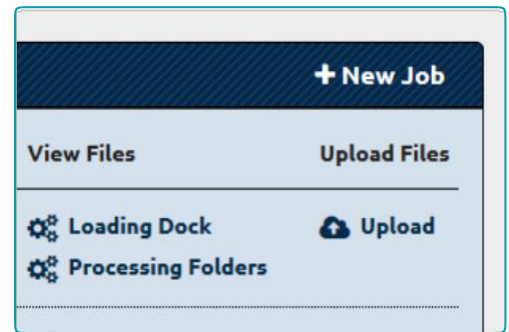 + New Job
View Files Upload Files
Loading Dock Upload
Processing Folders